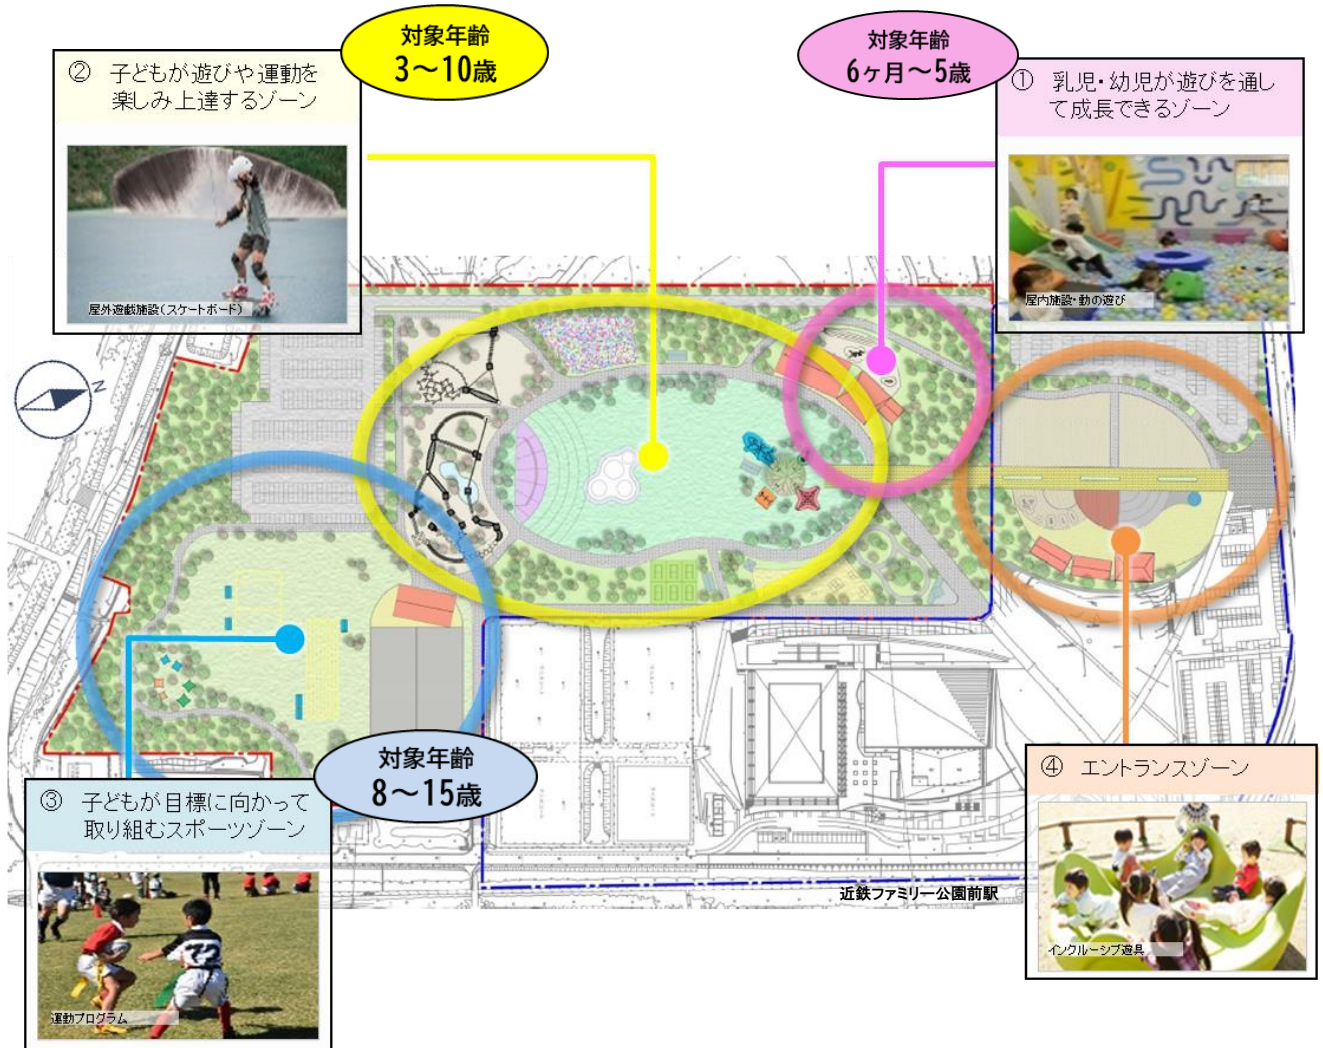 対象年齢
3～10歳
対象年齢
6ヶ月～5歳
② 子どもが遊びや運動を
楽しみ上達するゾーン
屋外遊戯施設(スケートボード)
① 乳児・幼児が遊びを通し
て成長できるゾーン
屋内施設・動の遊び
N
対象年齢
8～15歳
③ 子どもが目標に向かって
取り組むスポーツゾーン
運動プログラム
72
④ エントランスゾーン
インクルーシブ遊具
近鉄ファミリー公園前駅